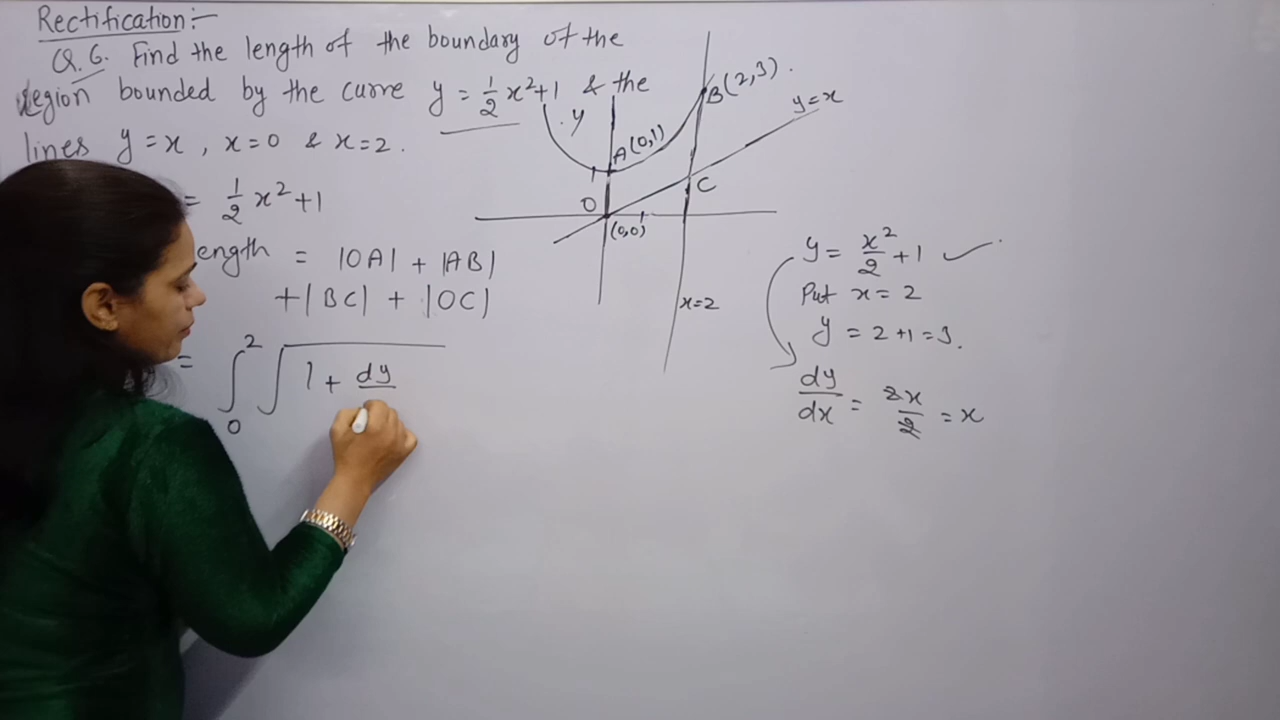 Rectification:-
Q.6. Find the length of the boundary of the
region bounded by the curve y = 1/2 x²+1 & the
lines y = x, x=0 & x=2.
= 1/2 x² +1
ength = |OA| + |AB|
+ |BC| + |OC|
= ∫₀² √ 1 + dy
y
A(0,1)
B(2,3).
y=x
C
O
(0,0)
x=2
y = x²/2 +1 ✓
Put x = 2
y = 2+1=3.
dy/dx = 2x/2 = x